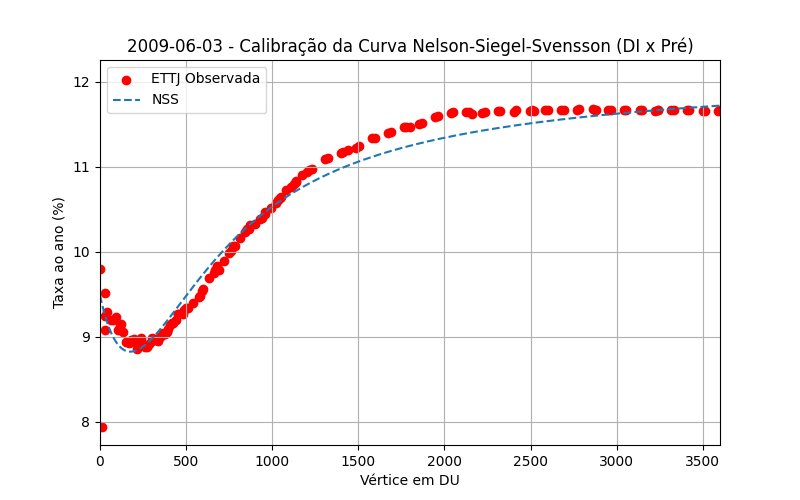 2009-06-03 - Calibração da Curva Nelson-Siegel-Svensson (DI x Pré)
ETTJ Observada
NSS
Taxa ao ano (%)
12
11
10
9
8
0 500 1000 1500 2000 2500 3000 3500
Vértice em DU